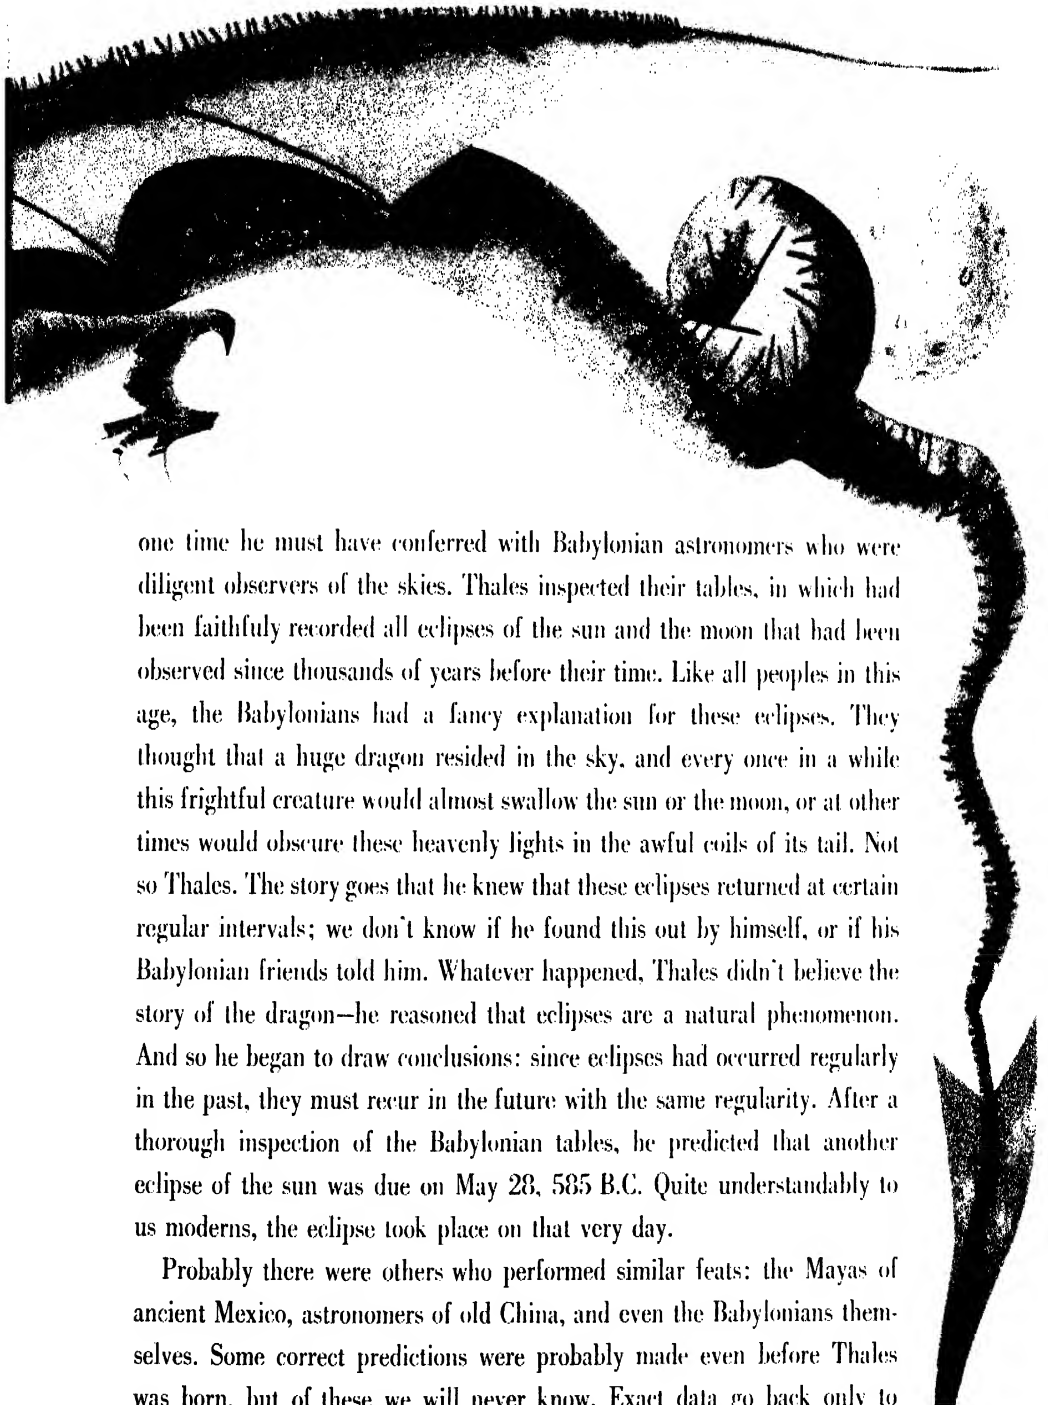 one time he must have conferred with Babylonian astronomers who were
diligent observers of the skies. Thales inspected their tables, in which had
been faithfuly recorded all eclipses of the sun and the moon that had been
observed since thousands of years before their time. Like all peoples in this
age, the Babylonians had a fancy explanation for these eclipses. They
thought that a huge dragon resided in the sky, and every once in a while
this frightful creature would almost swallow the sun or the moon, or at other
times would obscure these heavenly lights in the awful coils of its tail. Not
so Thales. The story goes that he knew that these eclipses returned at certain
regular intervals; we don't know if he found this out by himself, or if his
Babylonian friends told him. Whatever happened, Thales didn't believe the
story of the dragon—he reasoned that eclipses are a natural phenomenon.
And so he began to draw conclusions: since eclipses had occurred regularly
in the past, they must recur in the future with the same regularity. After a
thorough inspection of the Babylonian tables, he predicted that another
eclipse of the sun was due on May 28, 585 B.C. Quite understandably to
us moderns, the eclipse took place on that very day.
Probably there were others who performed similar feats: the Mayas of
ancient Mexico, astronomers of old China, and even the Babylonians them-
selves. Some correct predictions were probably made even before Thales
was born, but of these we will never know. Exact data go back only to